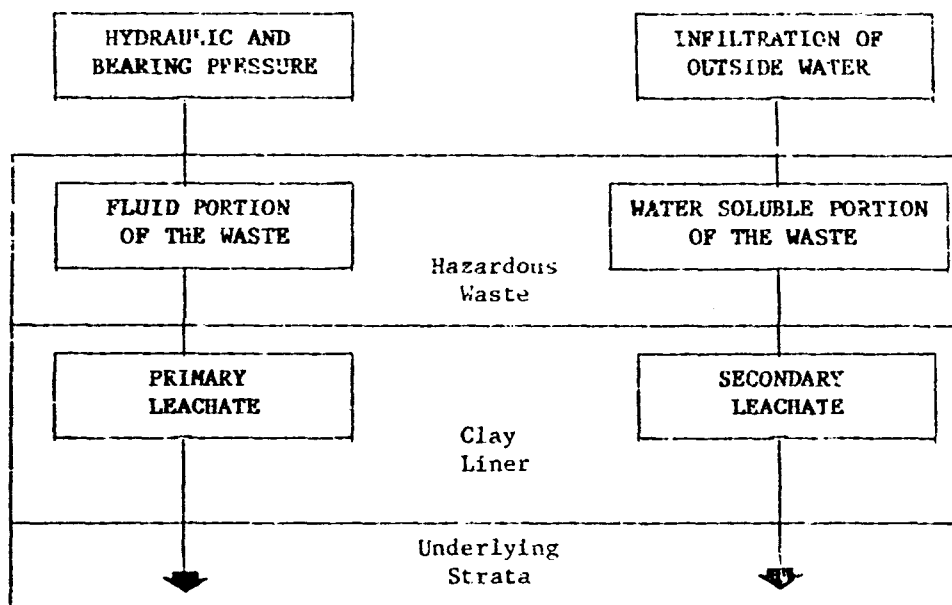 HYDRAULIC AND
BEARING PRESSURE
INFILTRATION OF
OUTSIDE WATER
FLUID PORTION
OF THE WASTE
WATER SOLUBLE PORTION
OF THE WASTE
Hazardous
Waste
PRIMARY
LEACHATE
SECONDARY
LEACHATE
Clay
Liner
Underlying
Strata